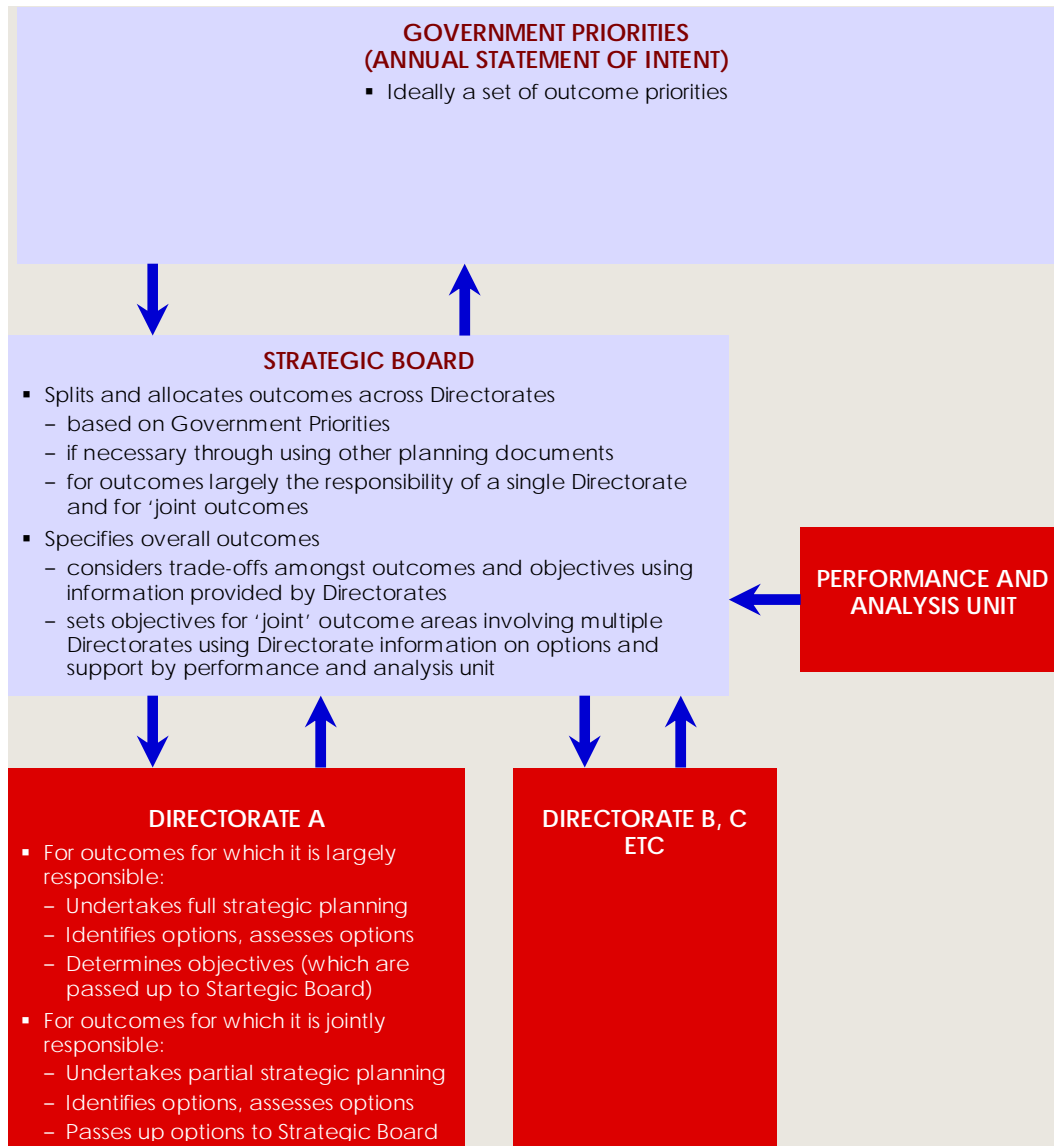 GOVERNMENT PRIORITIES
(ANNUAL STATEMENT OF INTENT)
▪ Ideally a set of outcome priorities
STRATEGIC BOARD
▪ Splits and allocates outcomes across Directorates
– based on Government Priorities
– if necessary through using other planning documents
– for outcomes largely the responsibility of a single Directorate
and for ‘joint outcomes
▪ Specifies overall outcomes
– considers trade-offs amongst outcomes and objectives using
information provided by Directorates
– sets objectives for ‘joint’ outcome areas involving multiple
Directorates using Directorate information on options and
support by performance and analysis unit
PERFORMANCE AND
ANALYSIS UNIT
DIRECTORATE A
▪ For outcomes for which it is largely
responsible:
– Undertakes full strategic planning
– Identifies options, assesses options
– Determines objectives (which are
passed up to Startegic Board)
▪ For outcomes for which it is jointly
responsible:
– Undertakes partial strategic planning
– Identifies options, assesses options
– Passes up options to Strategic Board
DIRECTORATE B, C
ETC